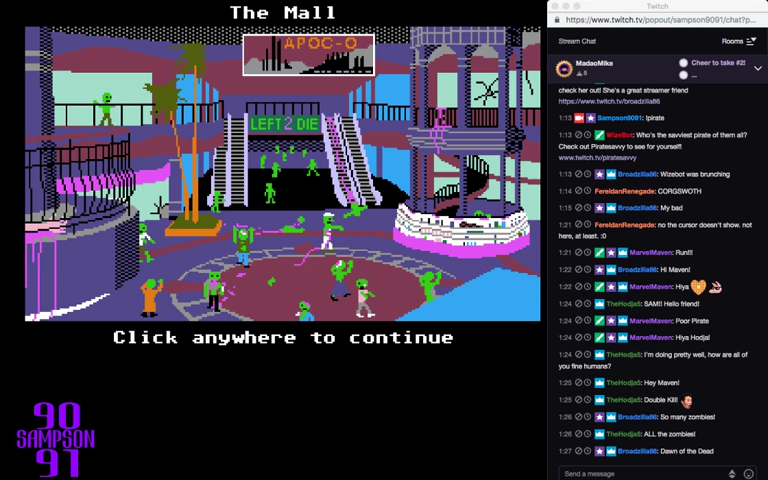 The Mall
APOC-O
LEFT 2 DIE
Click anywhere to continue
90
SAMPSON
91
Twitch
https://www.twitch.tv/popout/sampson9091/chat?p...
Stream Chat
Rooms
MadaoMike
Cheer to take #2!
...
check her out! She's a great streamer friend
https://www.twitch.tv/broadzilla86
1:13 Sampson9091: !pirate
1:13 WizeBot: Who's the saviest pirate of them all?
Check out Piratesavvy to see for yourself!
www.twitch.tv/piratesavvy
1:13 Broadzilla86: Wizebot was brunching
1:14 FereldanRenegade: CORGSWOTH
1:15 Broadzilla86: My bad
1:21 FereldanRenegade: no the cursor doesn't show. not
here, at least. :0
1:21 MarvelMaven: Run!!!
1:22 Broadzilla86: Hi Maven!
1:22 MarvelMaven: Hiya
1:24 TheHodja5: SAM!! Hello friend!
1:24 MarvelMaven: Poor Pirate
1:24 MarvelMaven: Hiya Hodja!
1:24 TheHodja5: I'm doing pretty well, how are all of
you fine humans?
1:25 TheHodja5: Hey Maven!
1:25 TheHodja5: Double Kill!
1:26 Broadzilla86: So many zombies!
1:26 TheHodja5: ALL the zombies!
1:27 Broadzilla86: Dawn of the Dead
Send a message